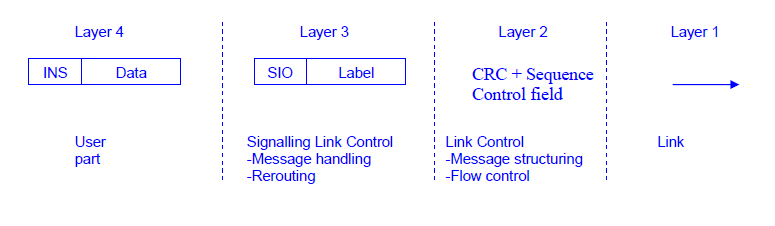 Layer 4
Layer 3
Layer 2
Layer 1
INS
Data
SIO
Label
CRC + Sequence
Control field
User
part
Signalling Link Control
-Message handling
-Rerouting
Link Control
-Message structuring
-Flow control
Link